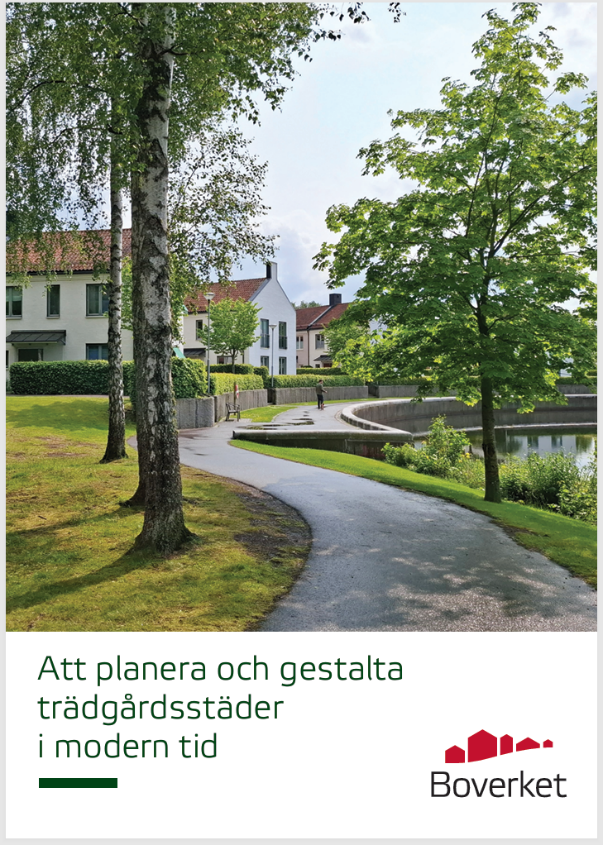 Att planera och gestalta
trädgårdsstäder
i modern tid
Boverket